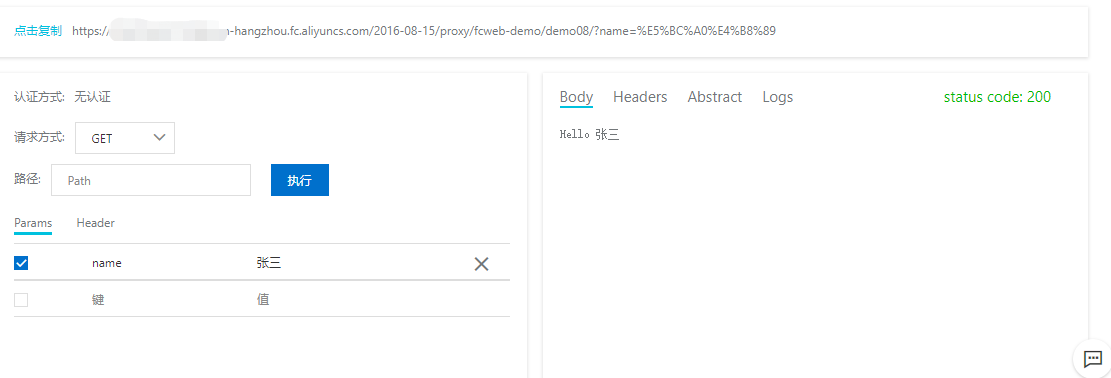 点击复制 https://n-hangzhou.fc.aliyuncs.com/2016-08-15/proxy/fcweb-demo/demo08/?name=%E5%BC%A0%E4%B8%89
认证方式: 无认证
请求方式: GET
路径: Path 执行
Params Header
name 张三
键 值
Body Headers Abstract Logs status code: 200
Hello 张三